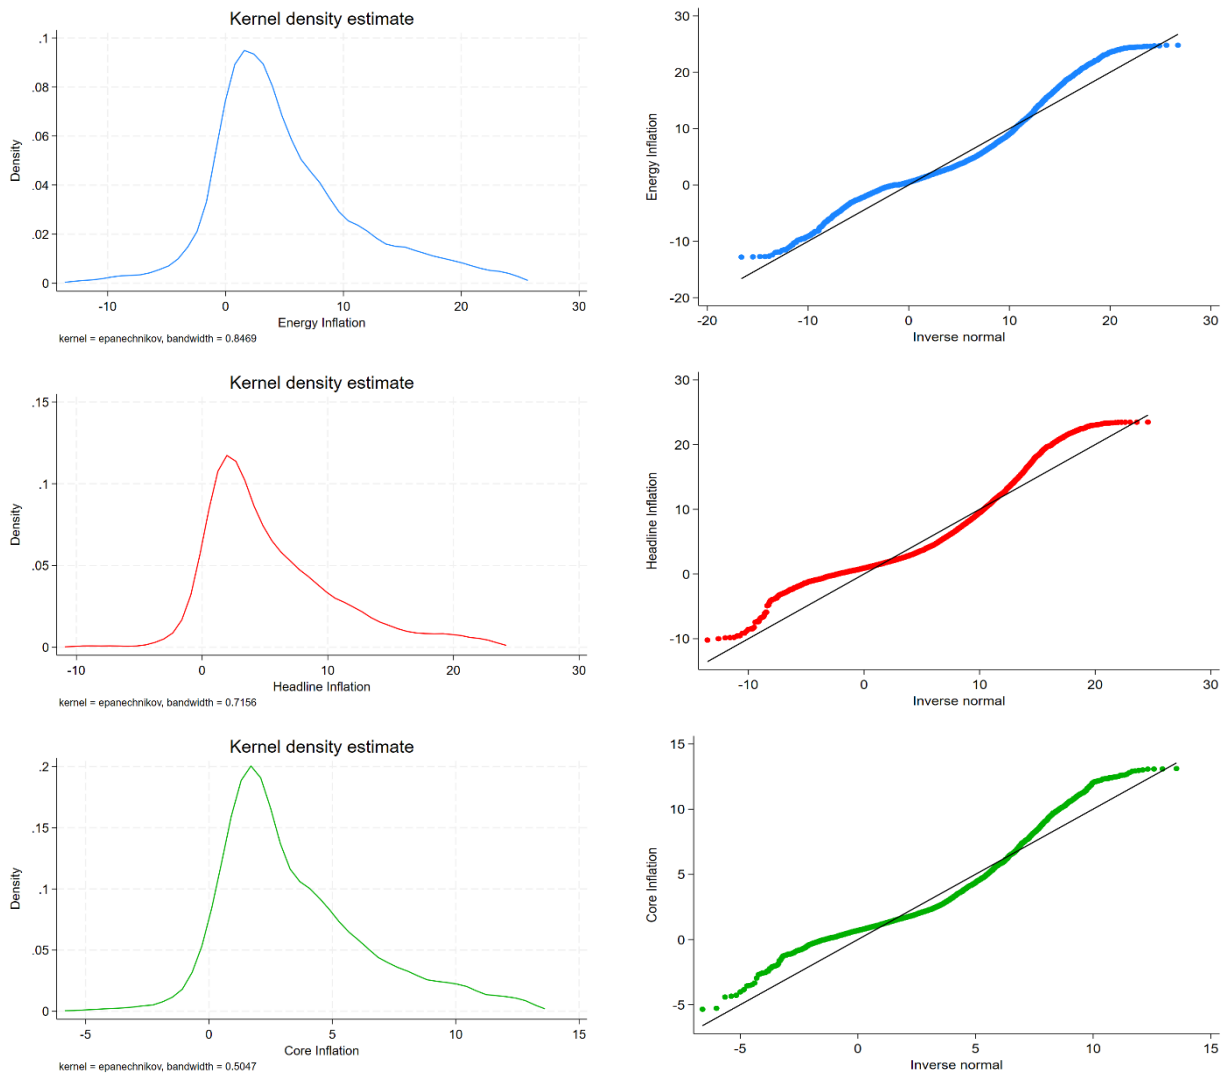 Kernel density estimate
.1
.08
.06
.04
.02
0
Density
-10 0 10 20 30
Energy Inflation
kernel = epanechnikov, bandwidth = 0.8469
30
20
10
0
-10
-20
Energy Inflation
-20 -10 0 10 20 30
Inverse normal
Kernel density estimate
.15
.1
.05
0
Density
-10 0 10 20 30
Headline Inflation
kernel = epanechnikov, bandwidth = 0.7156
30
20
10
0
-10
Headline Inflation
-10 0 10 20 30
Inverse normal
Kernel density estimate
.2
.15
.1
.05
0
Density
-5 0 5 10 15
Core Inflation
kernel = epanechnikov, bandwidth = 0.5047
15
10
5
0
-5
Core Inflation
-5 0 5 10 15
Inverse normal